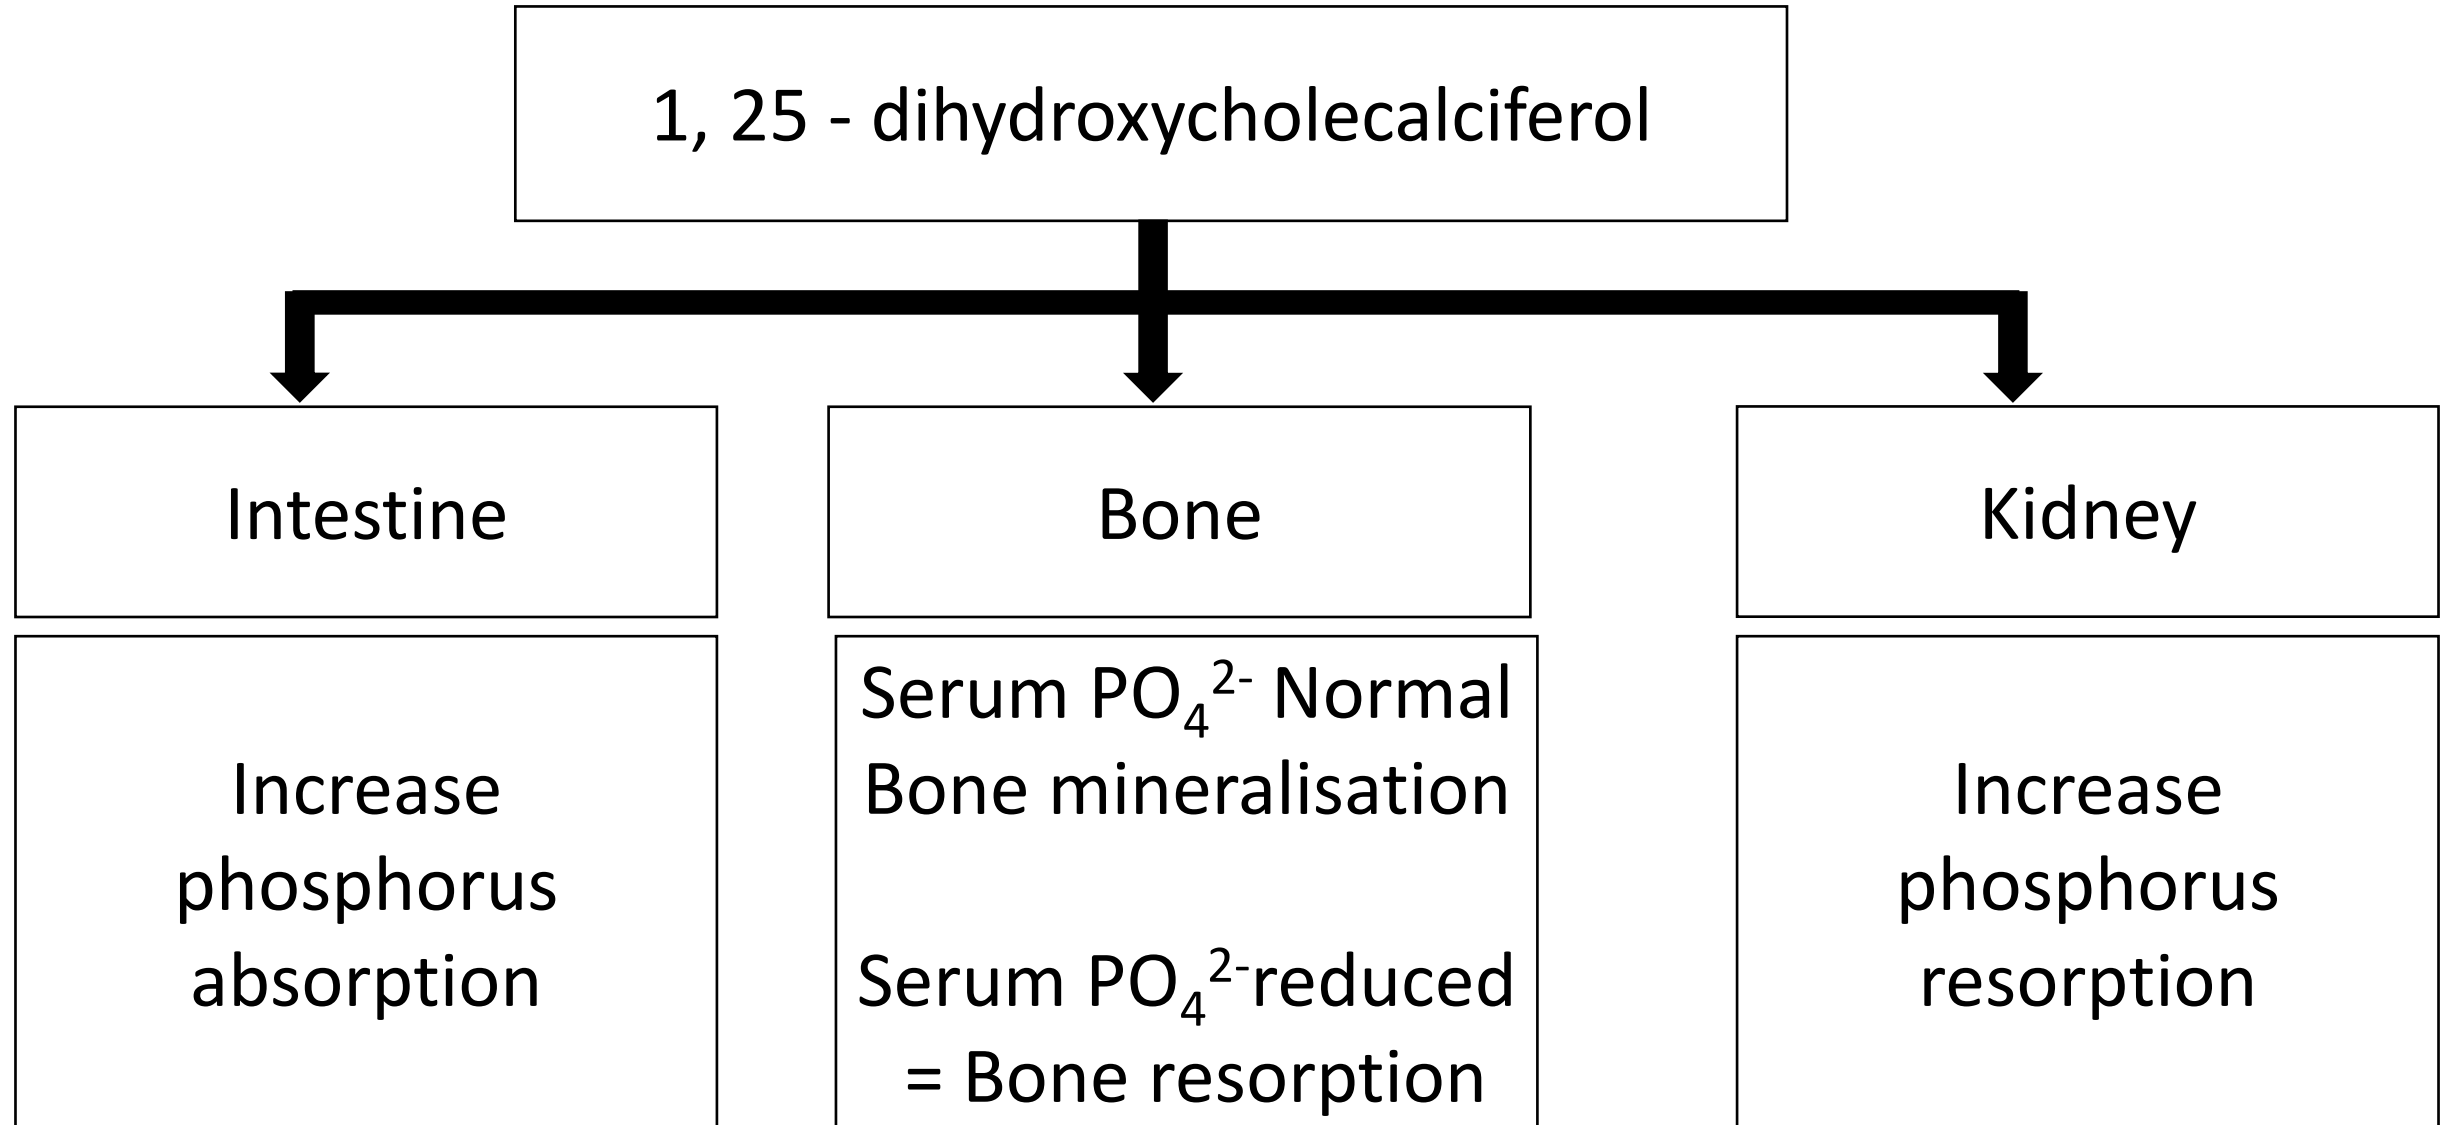 1, 25 - dihydroxycholecalciferol
Intestine
Bone
Kidney
Increase
phosphorus
absorption
Serum PO₄²⁻ Normal
Bone mineralisation
Serum PO₄²⁻reduced
= Bone resorption
Increase
phosphorus
resorption